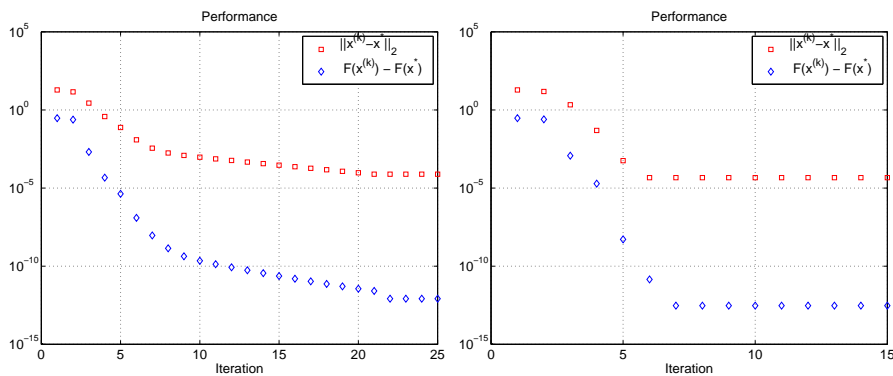 Performance
10^5
10^0
10^-5
10^-10
10^-15
0
5
10
15
20
25
Iteration
||x^(k)−x^*||_2
F(x^(k)) − F(x^*)
Performance
10^5
10^0
10^-5
10^-10
10^-15
0
5
10
15
Iteration
||x^(k)−x^*||_2
F(x^(k)) − F(x^*)